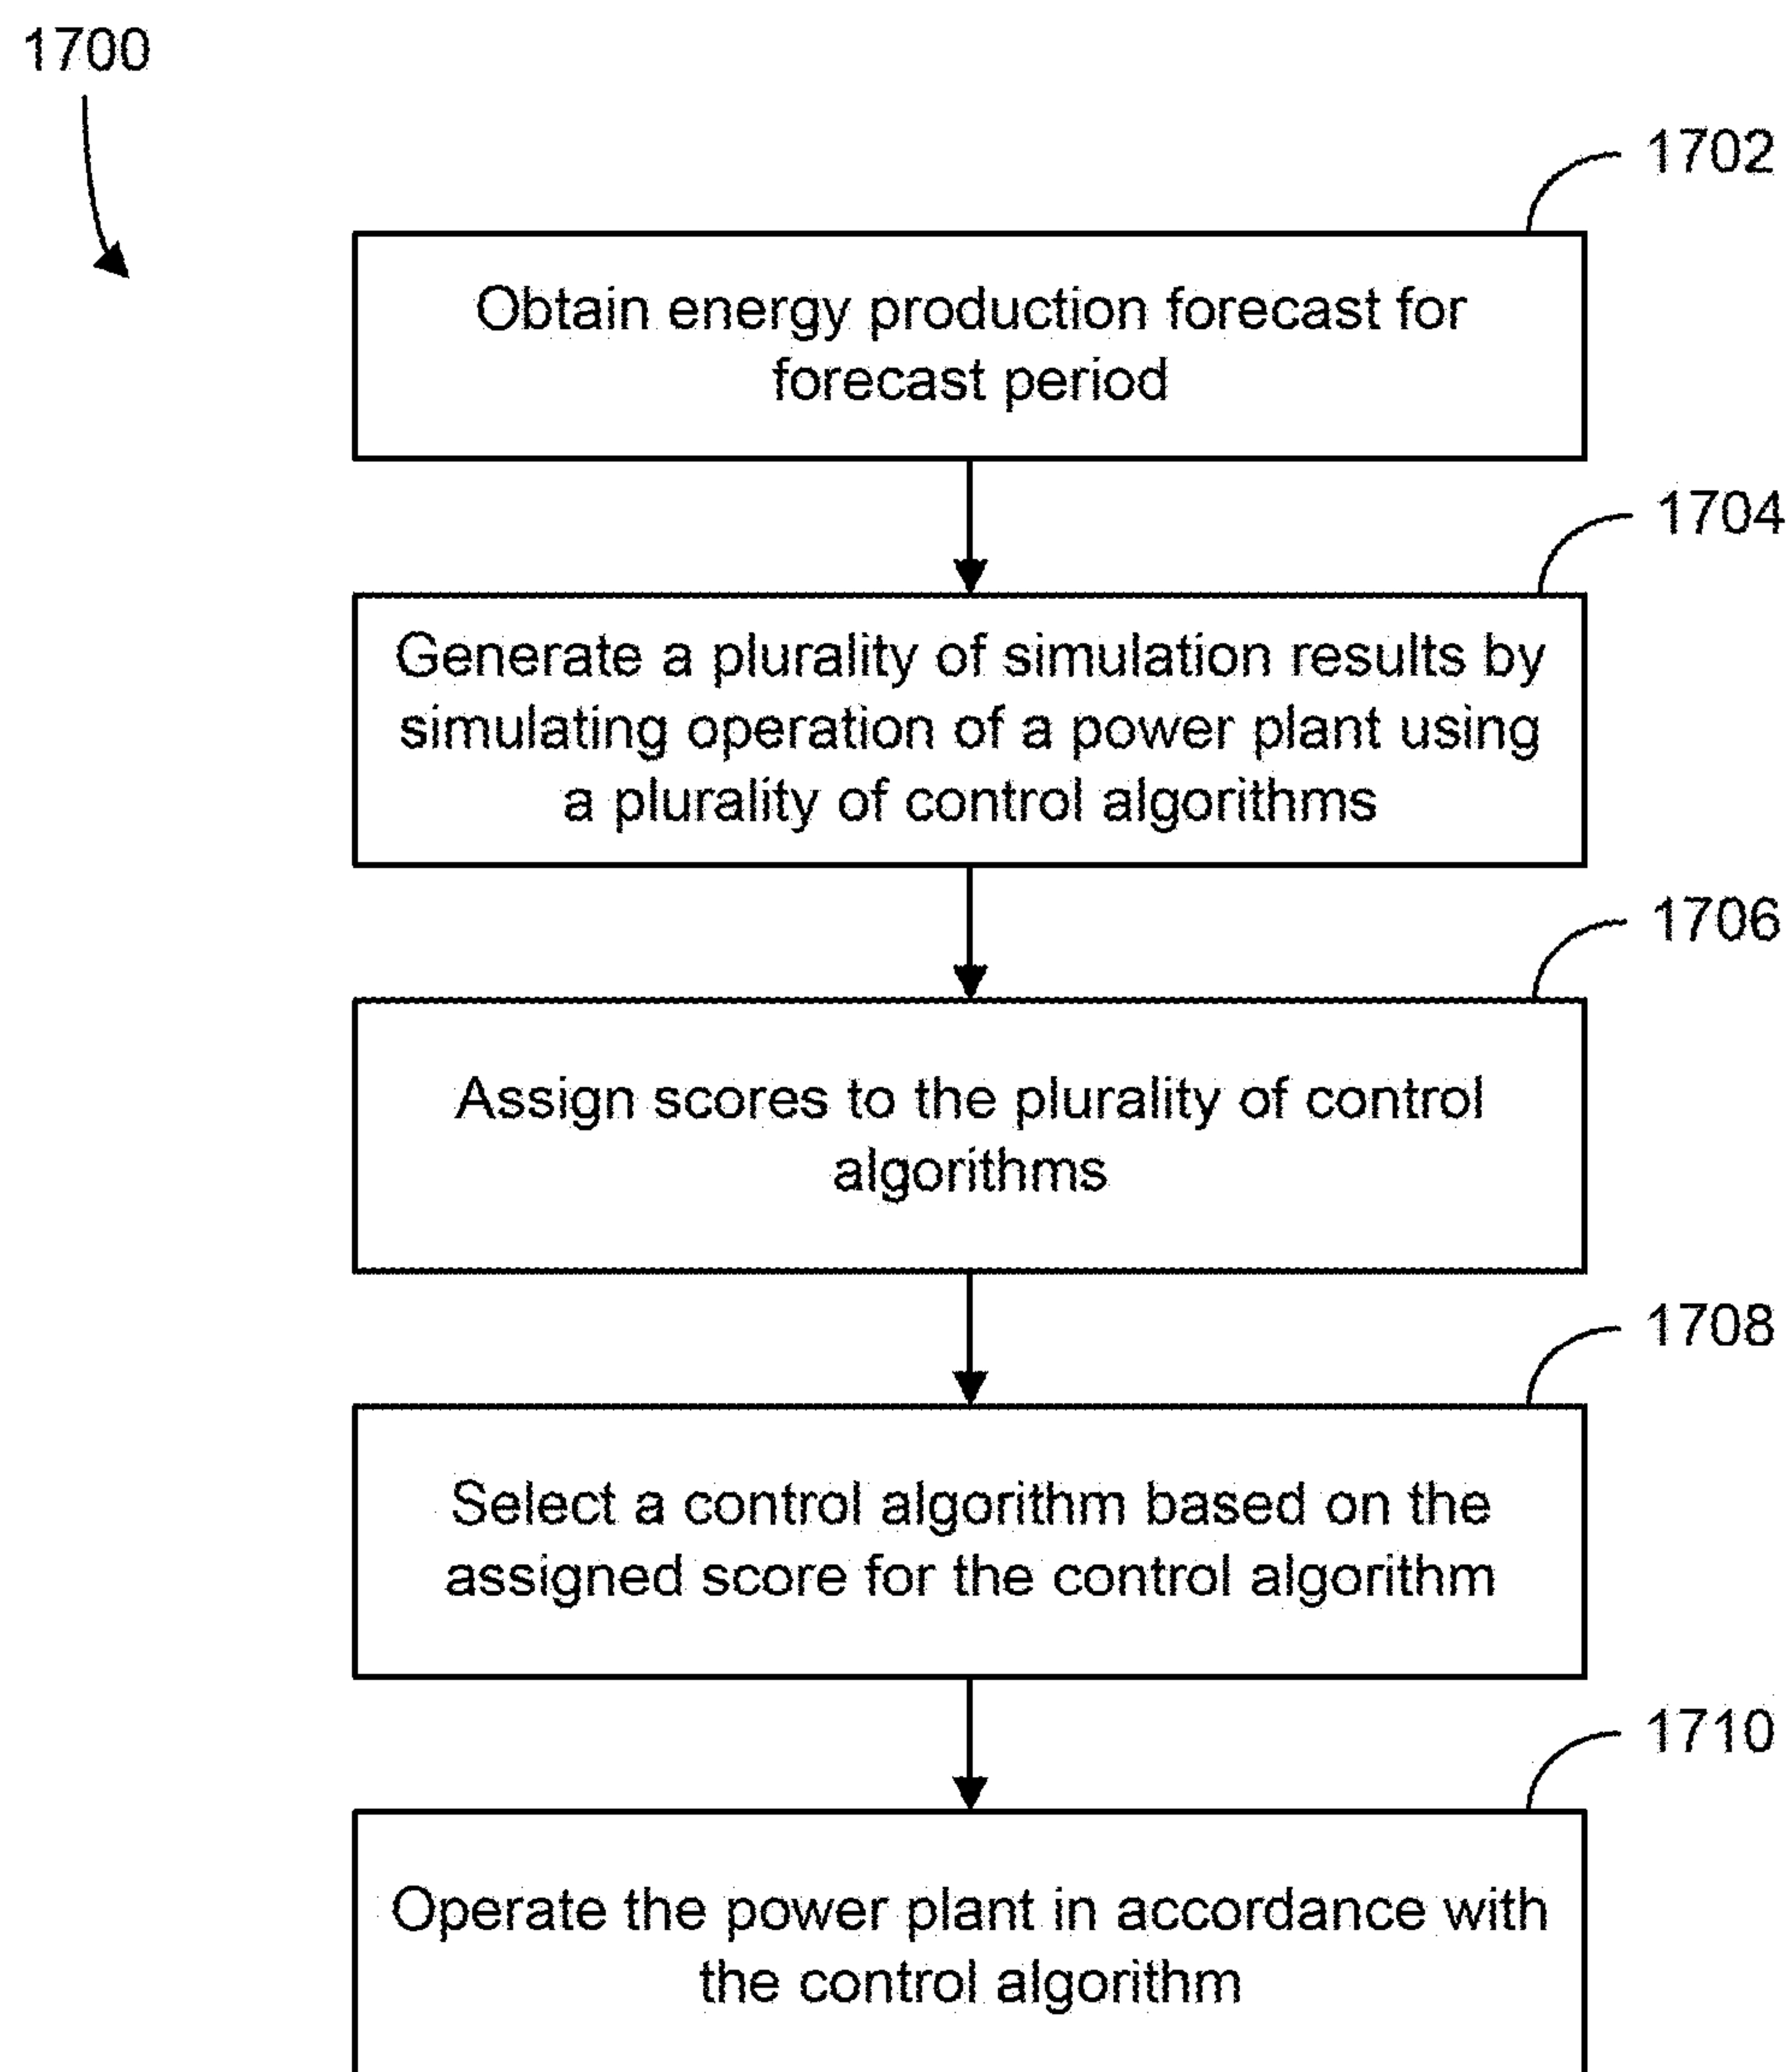 1700
1702
Obtain energy production forecast for
forecast period
1704
Generate a plurality of simulation results by
simulating operation of a power plant using
a plurality of control algorithms
1706
Assign scores to the plurality of control
algorithms
1708
Select a control algorithm based on the
assigned score for the control algorithm
1710
Operate the power plant in accordance with
the control algorithm